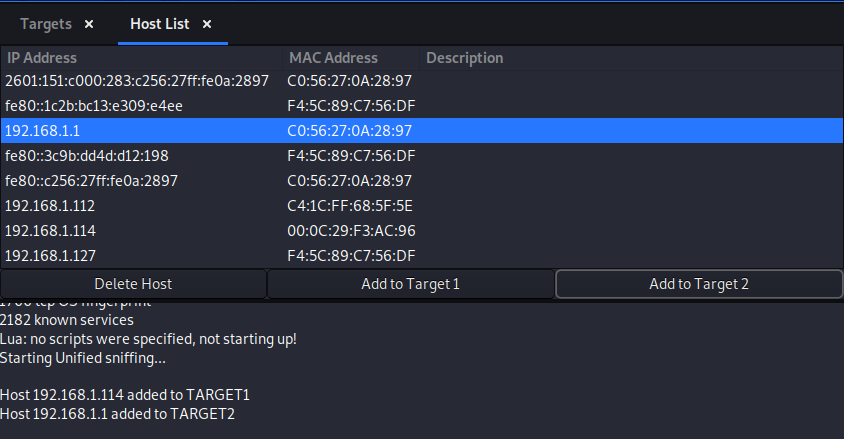 Targets × Host List ×
IP Address MAC Address Description
2601:151:c000:283:c256:27ff:fe0a:2897 C0:56:27:0A:28:97
fe80::1c2b:bc13:e309:e4ee F4:5C:89:C7:56:DF
192.168.1.1 C0:56:27:0A:28:97
fe80::3c9b:dd4d:d12:198 F4:5C:89:C7:56:DF
fe80::c256:27ff:fe0a:2897 C0:56:27:0A:28:97
192.168.1.112 C4:1C:FF:68:5F:5E
192.168.1.114 00:0C:29:F3:AC:96
192.168.1.127 F4:5C:89:C7:56:DF
Delete Host Add to Target 1 Add to Target 2
tcp OS fingerprint
2182 known services
Lua: no scripts were specified, not starting up!
Starting Unified sniffing...
Host 192.168.1.114 added to TARGET1
Host 192.168.1.1 added to TARGET2